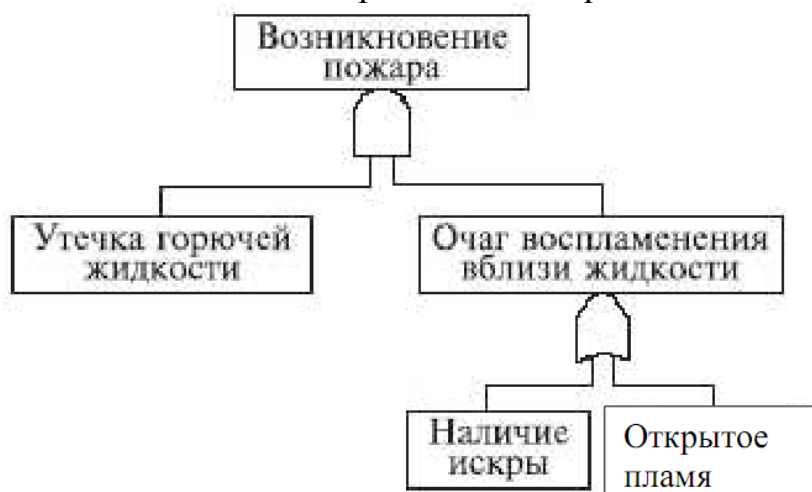 Возникновение
пожара
Утечка горючей
жидкости
Очаг воспламенения
вблизи жидкости
Наличие
искры
Открытое
пламя